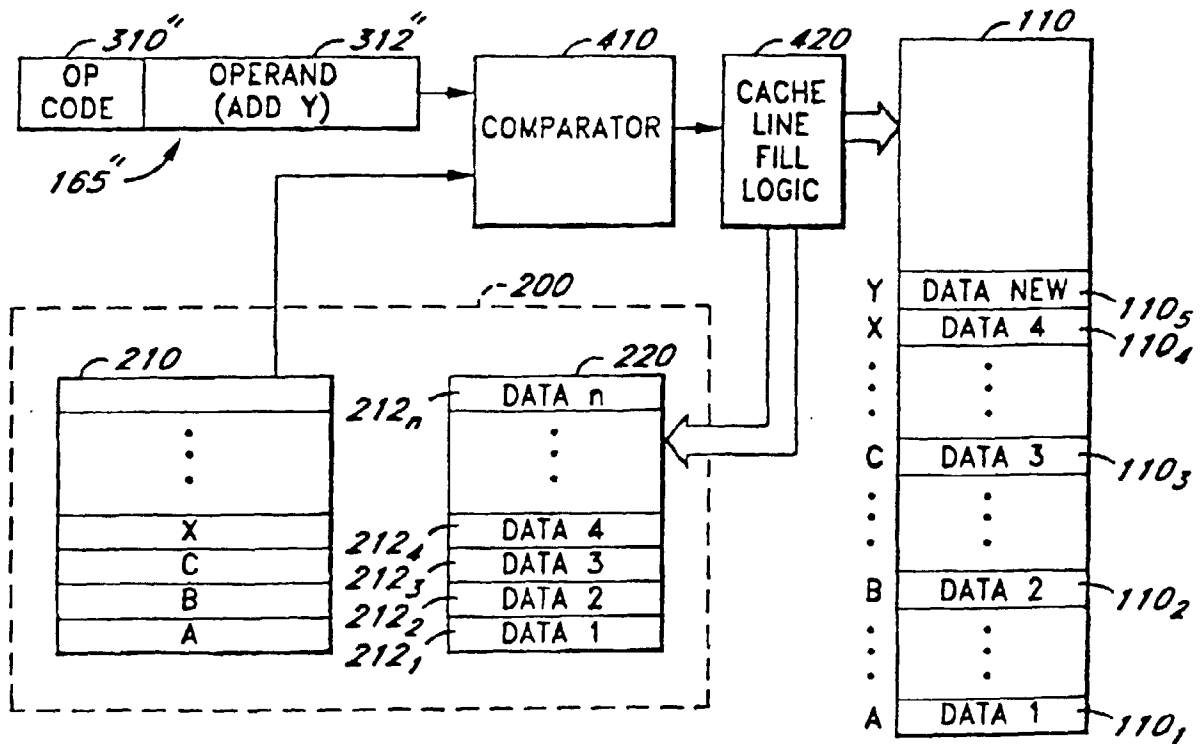 310"
312"
410
420
110
OP
CODE
OPERAND
(ADD Y)
COMPARATOR
CACHE
LINE
FILL
LOGIC
165"
200
210
220
212n
DATA n
X
C
B
A
212₄
DATA 4
212₃
DATA 3
212₂
DATA 2
212₁
DATA 1
Y
DATA NEW
110₅
X
DATA 4
110₄
C
DATA 3
110₃
B
DATA 2
110₂
A
DATA 1
110₁